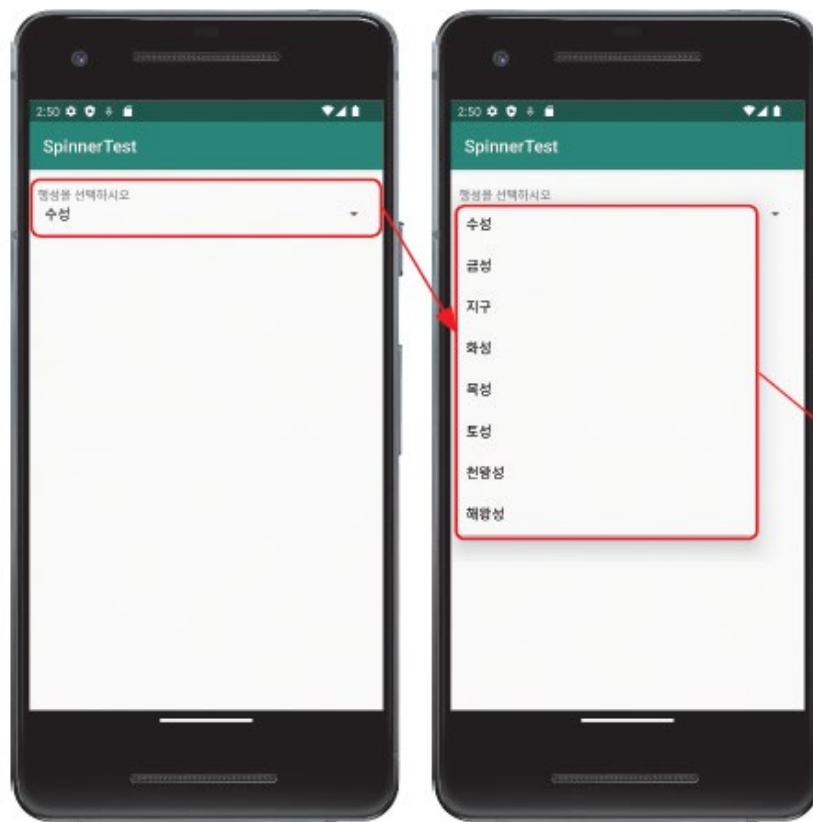 2:50
SpinnerTest
행성을 선택하시오
수성
2:50
SpinnerTest
행성을 선택하시오
수성
금성
지구
화성
목성
토성
천왕성
해왕성